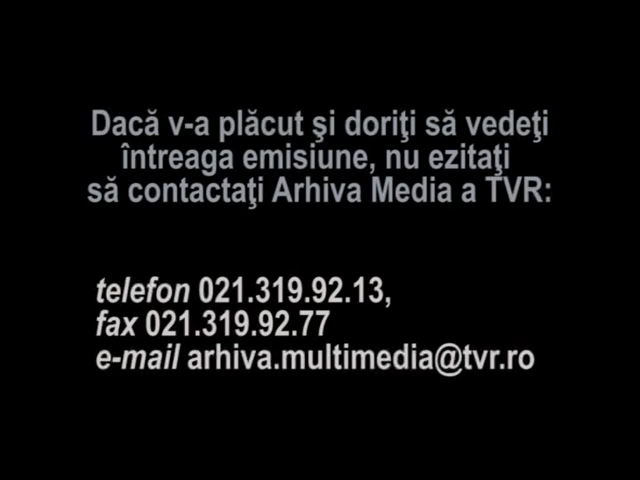 Dacă v-a plăcut şi doriţi să vedeţi
întreaga emisiune, nu ezitaţi
să contactaţi Arhiva Media a TVR:
telefon 021.319.92.13,
fax 021.319.92.77
e-mail arhiva.multimedia@tvr.ro